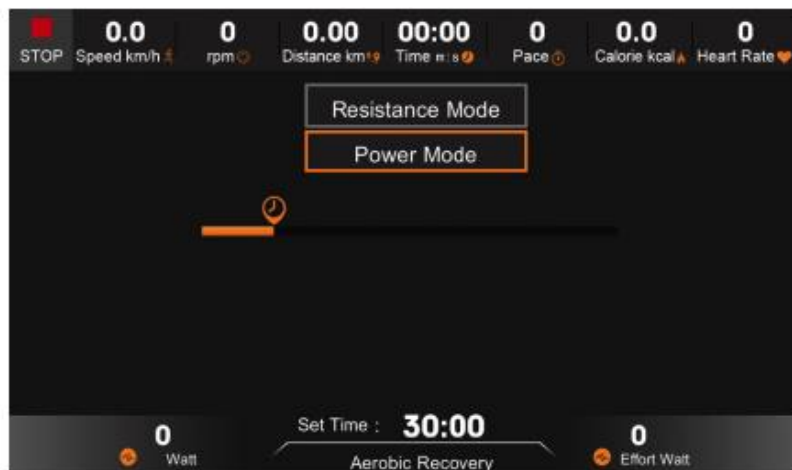 0.0 0 0.00 00:00 0 0.0 0
STOP Speed km/h rpm Distance km Time m:s Pace Calorie kcal Heart Rate
Resistance Mode
Power Mode
Set Time : 30:00
0 0
Watt Effort Watt
Aerobic Recovery